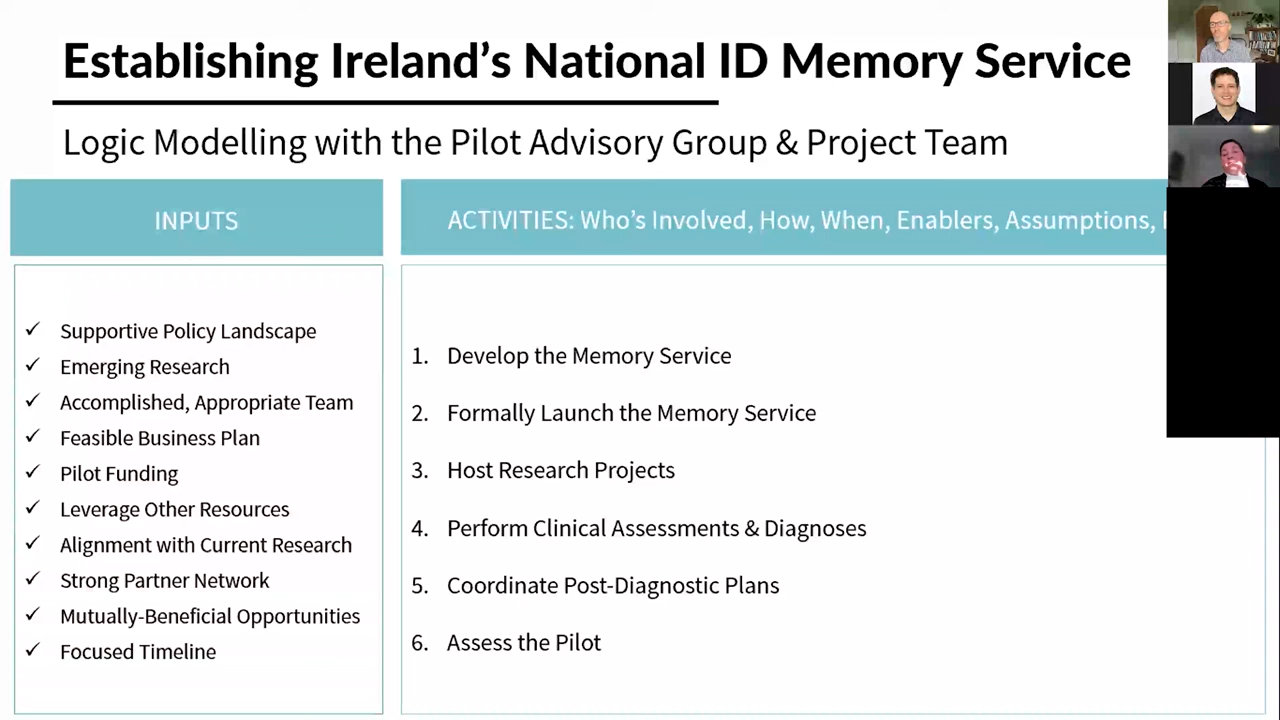 Establishing Ireland’s National ID Memory Service
Logic Modelling with the Pilot Advisory Group & Project Team
INPUTS
✓ Supportive Policy Landscape
✓ Emerging Research
✓ Accomplished, Appropriate Team
✓ Feasible Business Plan
✓ Pilot Funding
✓ Leverage Other Resources
✓ Alignment with Current Research
✓ Strong Partner Network
✓ Mutually-Beneficial Opportunities
✓ Focused Timeline
ACTIVITIES: Who’s Involved, How, When, Enablers, Assumptions,
1. Develop the Memory Service
2. Formally Launch the Memory Service
3. Host Research Projects
4. Perform Clinical Assessments & Diagnoses
5. Coordinate Post-Diagnostic Plans
6. Assess the Pilot